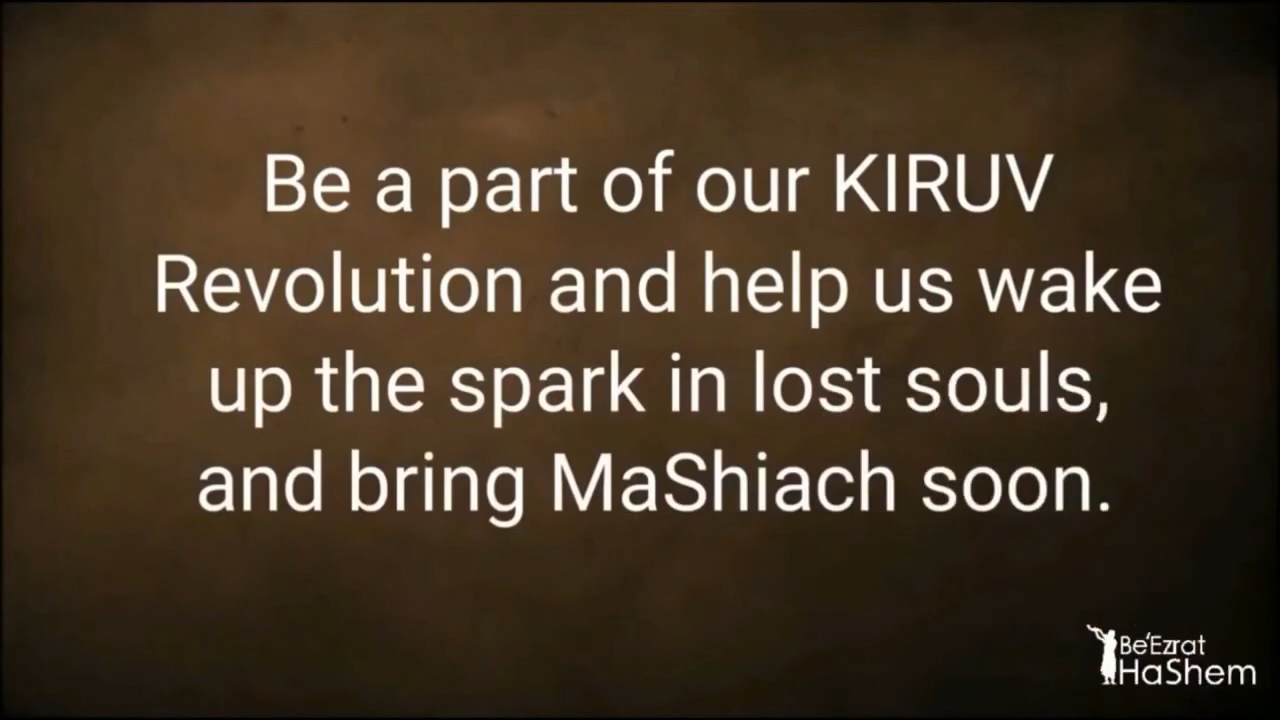 Be a part of our KIRUV
Revolution and help us wake
up the spark in lost souls,
and bring MaShiach soon.
Be'Ezrat
HaShem